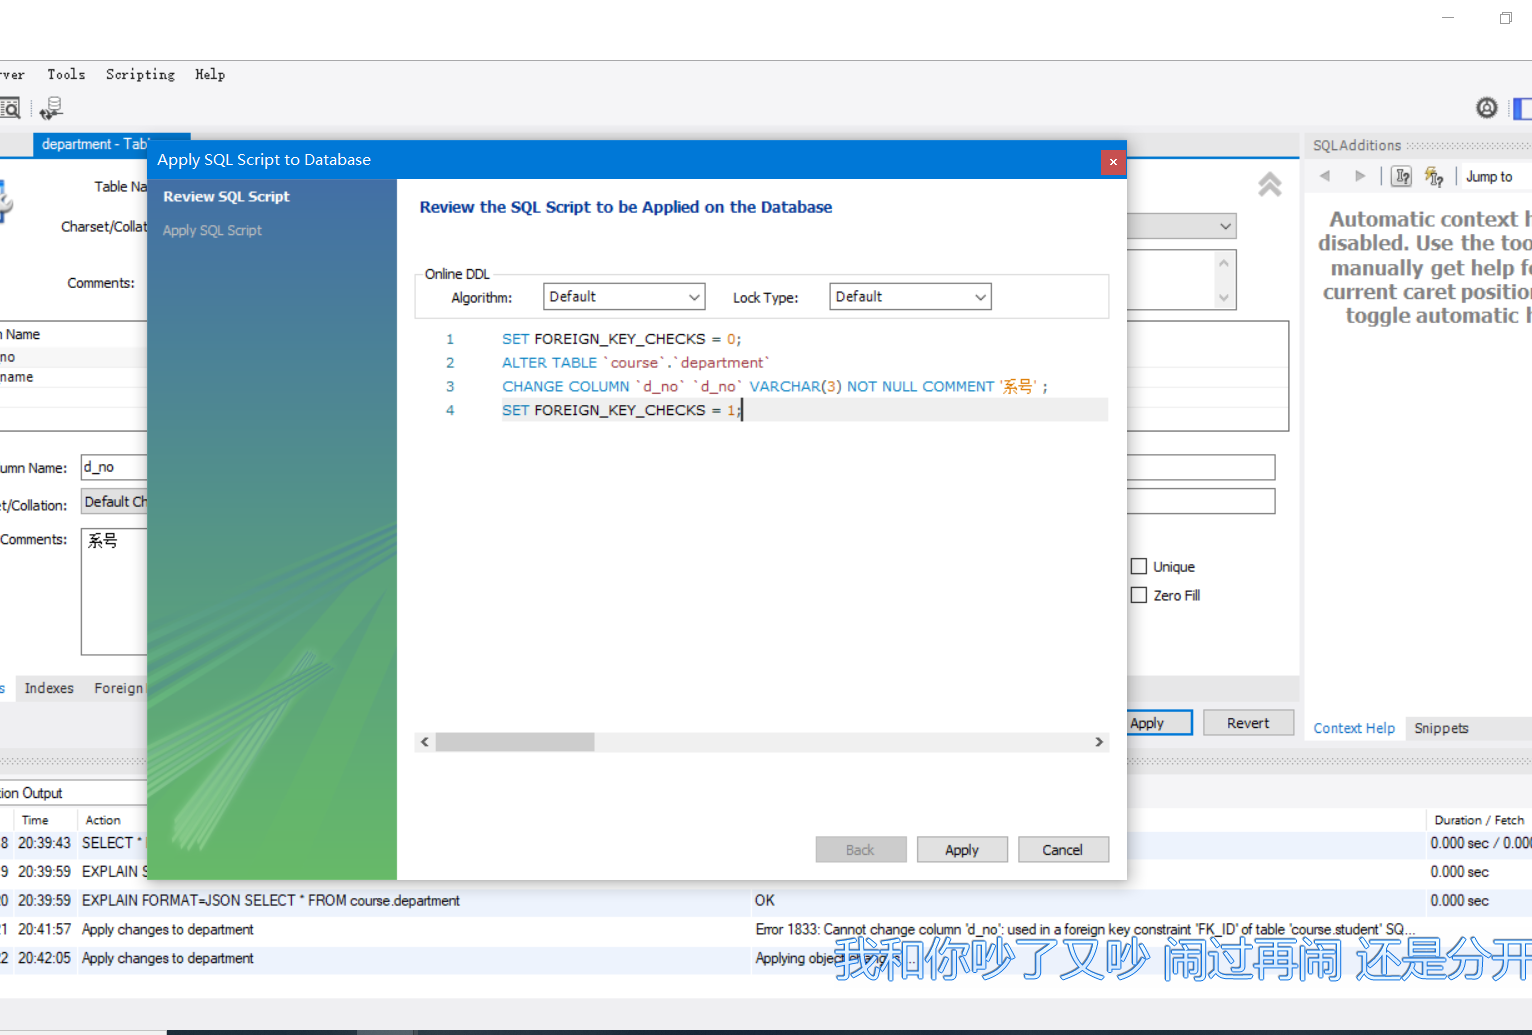 Tools Scripting Help
department - Tab
Apply SQL Script to Database
SQLAdditions
Jump to
Table Na
Charset/Collat
Comments:
Review SQL Script
Apply SQL Script
Review the SQL Script to be Applied on the Database
Online DDL
Algorithm: Default Lock Type: Default
1 SET FOREIGN_KEY_CHECKS = 0;
2 ALTER TABLE `course`.`department`
3 CHANGE COLUMN `d_no` `d_no` VARCHAR(3) NOT NULL COMMENT '系号' ;
4 SET FOREIGN_KEY_CHECKS = 1;
Automatic context h
disabled. Use the too
manually get help f
current caret position
toggle automatic h
Name
no
name
umn Name: d_no
t/Collation: Default Ch
Comments: 系号
Unique
Zero Fill
s Indexes Foreign
Apply Revert
Context Help Snippets
Back Apply Cancel
ion Output
Time Action Duration / Fetch
8 20:39:43 SELECT * 0.000 sec / 0.00
9 20:39:59 EXPLAIN S 0.000 sec
0 20:39:59 EXPLAIN FORMAT=JSON SELECT * FROM course.department OK 0.000 sec
1 20:41:57 Apply changes to department Error 1833: Cannot change column 'd_no': used in a foreign key constraint 'FK_ID' of table 'course.student' SQ...
2 20:42:05 Apply changes to department Applying object changes...
我和你吵了又吵 闹过再闹 还是分开